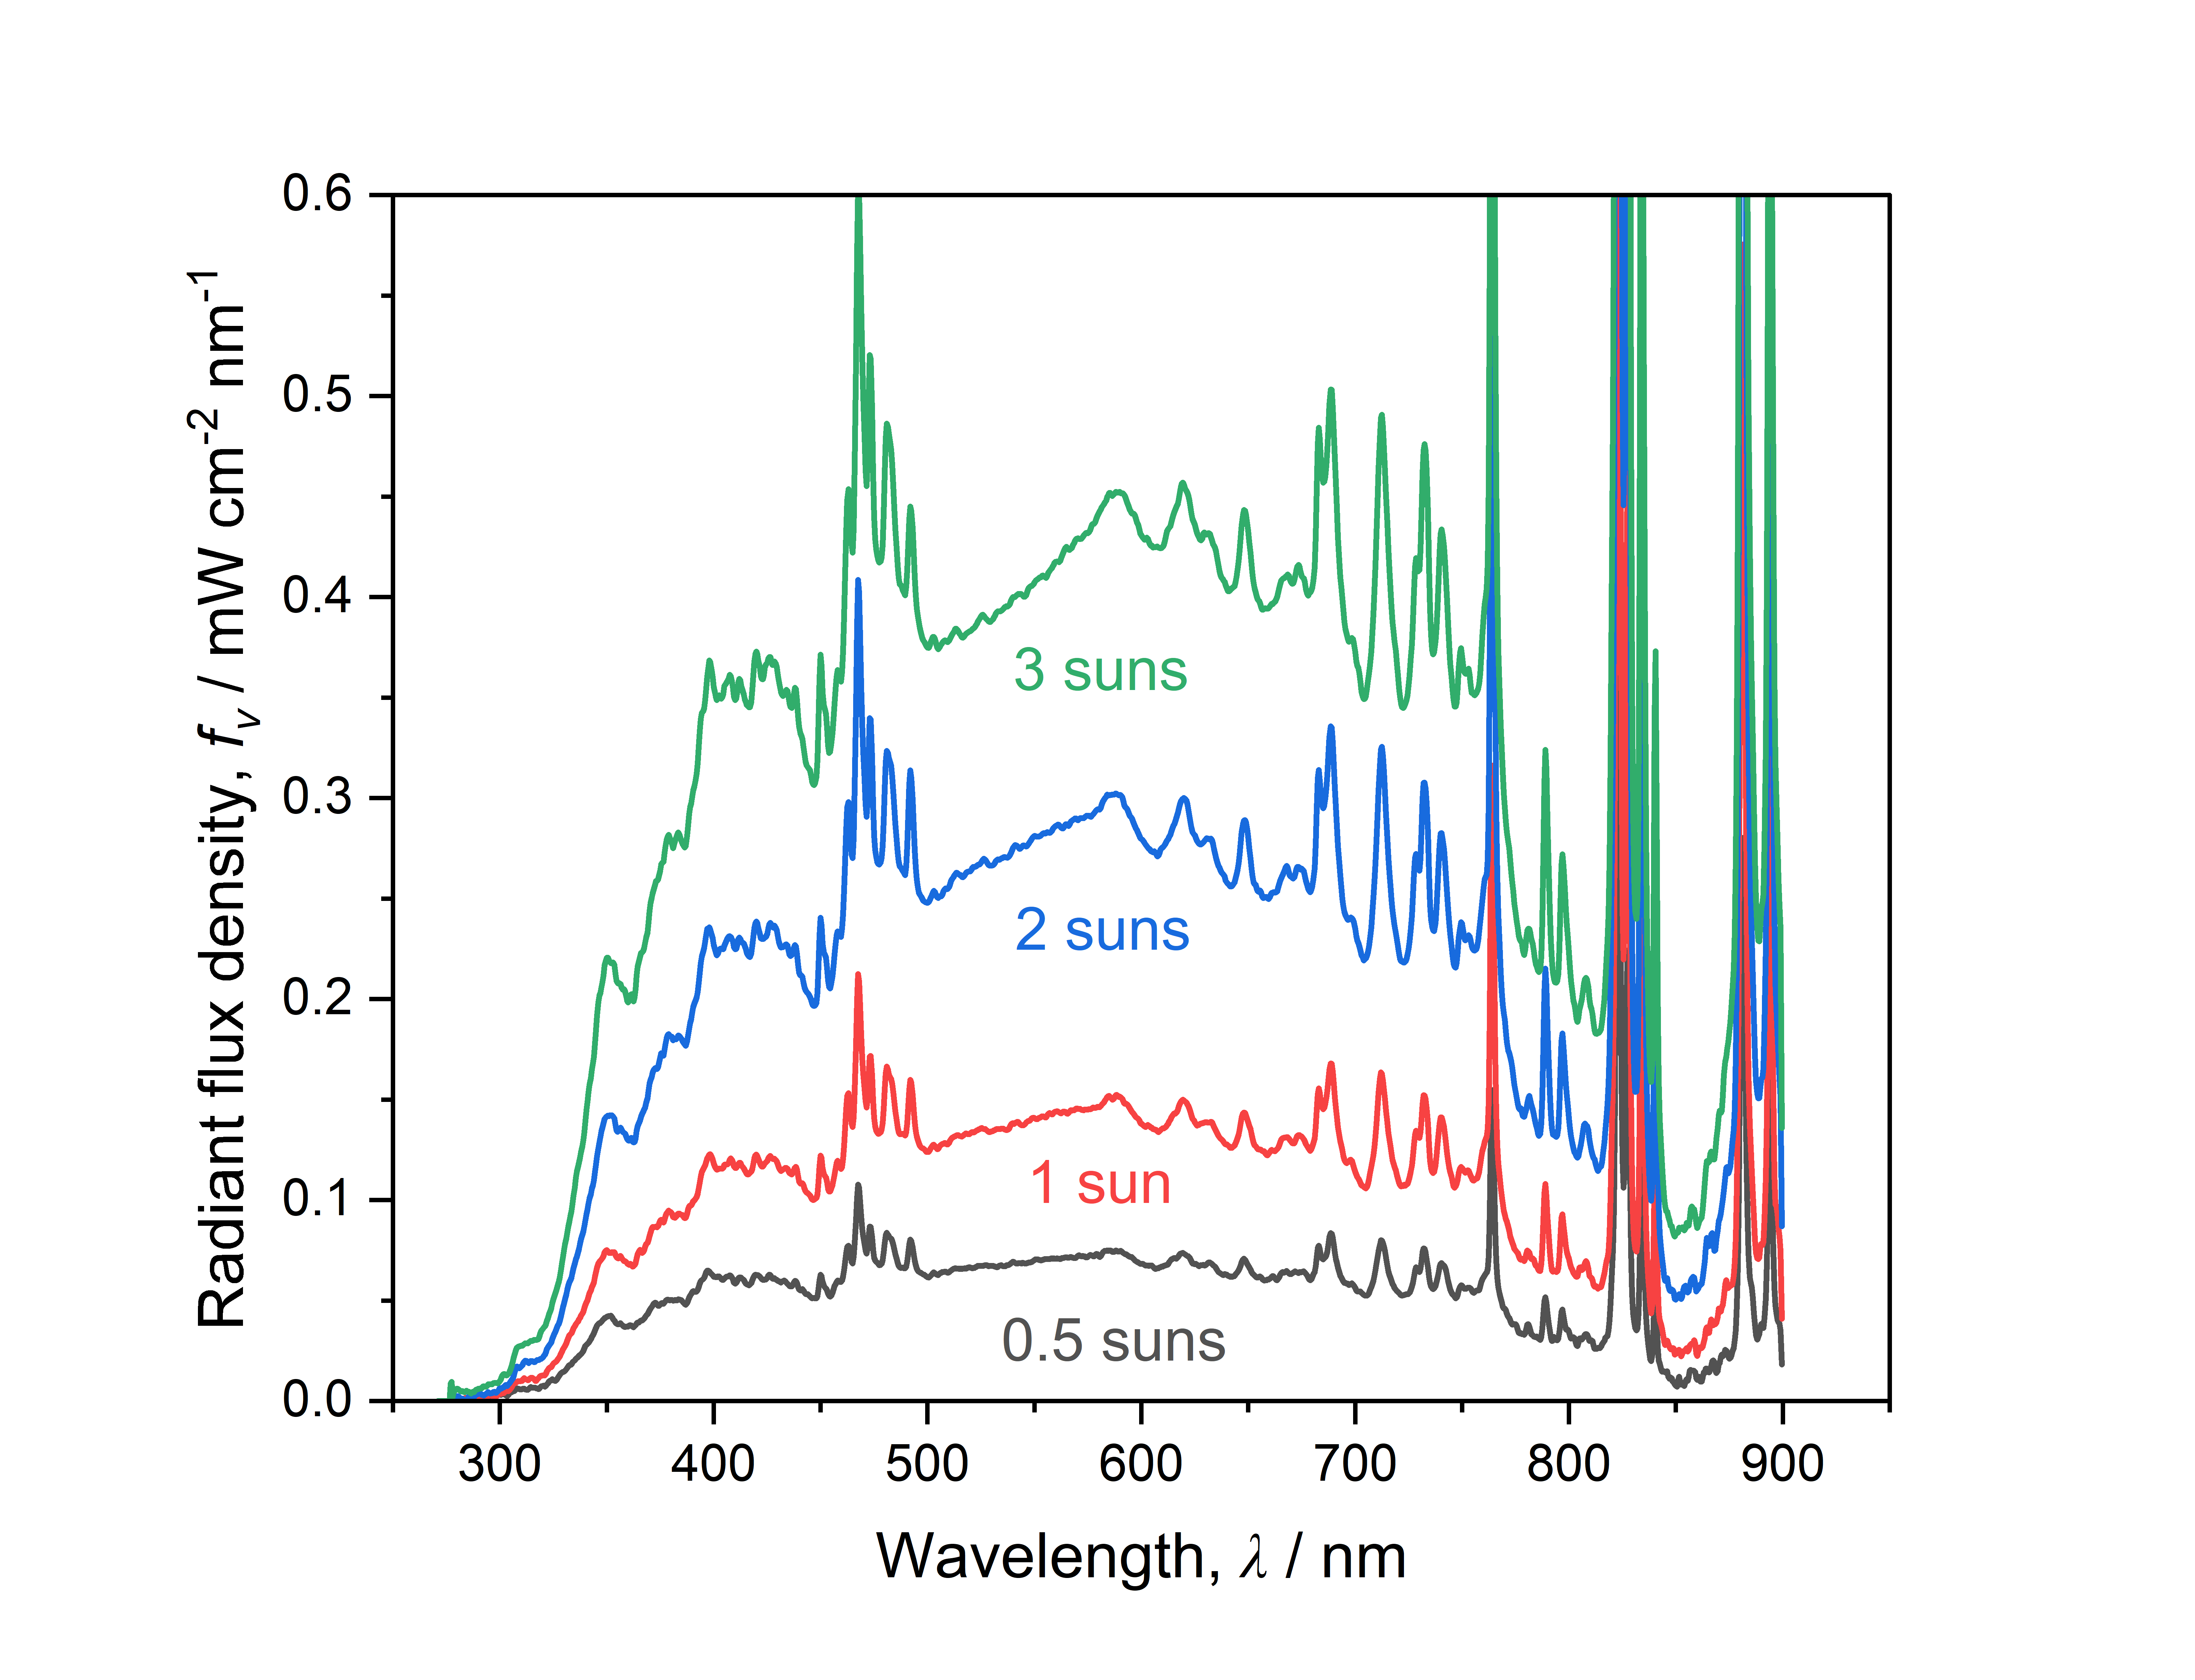 0.6
0.5
0.4
0.3
0.2
0.1
0.0
Radiant flux density, fν / mW cm-2 nm-1
3 suns
2 suns
1 sun
0.5 suns
300 400 500 600 700 800 900
Wavelength, λ / nm